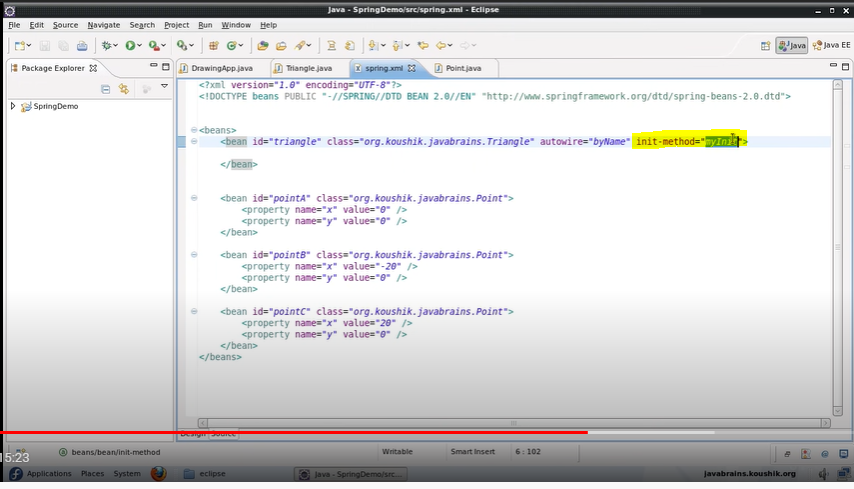 Java - SpringDemo/src/spring.xml - Eclipse
File Edit Source Navigate Search Project Run Window Help
Java Java EE
Package Explorer
DrawingApp.java Triangle.java spring.xml Point.java
SpringDemo
<?xml version="1.0" encoding="UTF-8"?>
<!DOCTYPE beans PUBLIC "-//SPRING//DTD BEAN 2.0//EN" "http://www.springframework.org/dtd/spring-beans-2.0.dtd">
<beans>
<bean id="triangle" class="org.koushik.javabrains.Triangle" autowire="byName" init-method="myInit">
</bean>
<bean id="pointA" class="org.koushik.javabrains.Point">
<property name="x" value="0" />
<property name="y" value="0" />
</bean>
<bean id="pointB" class="org.koushik.javabrains.Point">
<property name="x" value="-20" />
<property name="y" value="0" />
</bean>
<bean id="pointC" class="org.koushik.javabrains.Point">
<property name="x" value="20" />
<property name="y" value="0" />
</bean>
</beans>
Design Source
15:23
beans/bean/init-method Writable Smart Insert 6 : 102
Applications Places System eclipse Java - SpringDemo/src... javabrains.koushik.org